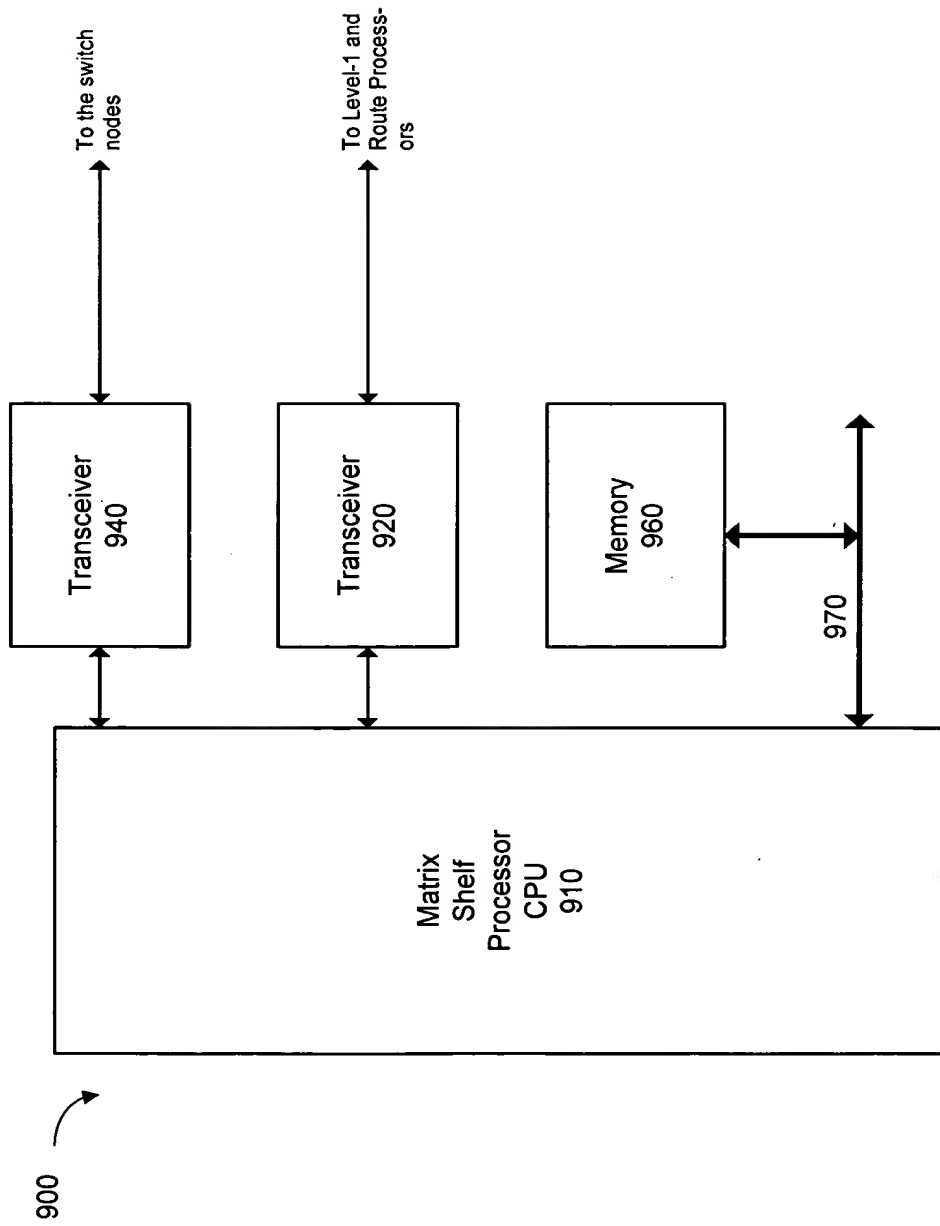 900
Matrix
Shelf
Processor
CPU
910
Transceiver
940
To the switch
nodes
Transceiver
920
To Level-1 and
Route Process-
ors
Memory
960
970